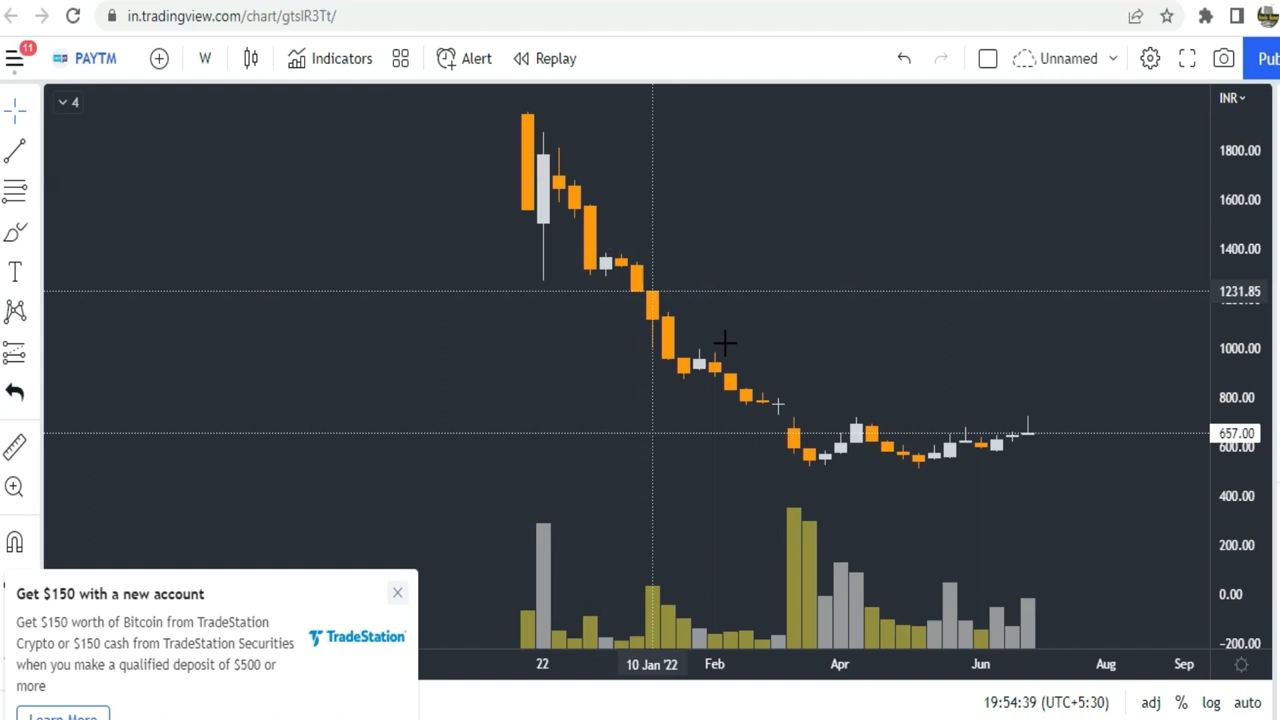 in.tradingview.com/chart/gtslR3Tt/
11
PAYTM
W
Indicators
Alert
Replay
Unnamed
4
INR
1800.00
1600.00
1400.00
1231.85
1000.00
800.00
657.00
600.00
400.00
200.00
0.00
−200.00
22
10 Jan '22
Feb
Apr
Jun
Aug
Sep
Get $150 with a new account
Get $150 worth of Bitcoin from TradeStation
Crypto or $150 cash from TradeStation Securities
when you make a qualified deposit of $500 or
more
TradeStation
Learn More
19:54:39 (UTC+5:30)
adj
%
log
auto